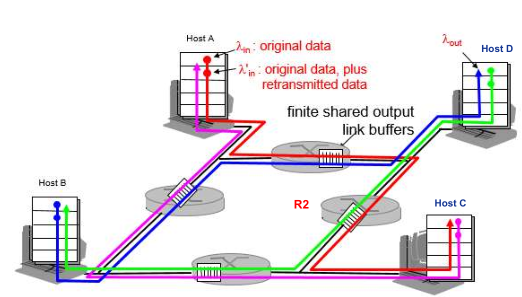 Host A
λin : original data
λout
Host D
λ'in : original data, plus
retransmitted data
finite shared output
link buffers
Host B
R2
Host C